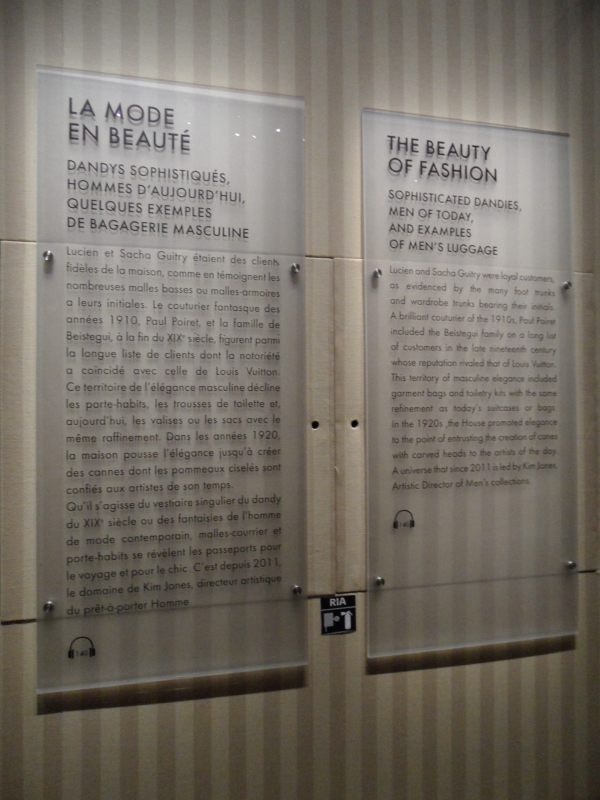 LA MODE
EN BEAUTÉ
DANDYS SOPHISTIQUÉS,
HOMMES D'AUJOURD'HUI,
QUELQUES EXEMPLES
DE BAGAGERIE MASCULINE
Lucien et Sacha Guitry étaient des clients
fidèles de la maison, comme en témoignent les
nombreuses malles basses ou malles-armoires
a leurs initiales. Le couturier fantasque des
années 1910, Paul Poiret, et la famille de
Beistegui, à la fin du XIXe siècle, figurent parmi
la longue liste de clients dont la notoriété
a coincidé avec celle de Louis Vuitton.
Ce territoire de l'élégance masculine décline
les porte-habits, les trousses de toilette et,
aujourd'hui, les valises ou les sacs avec le
même raffinement. Dans les années 1920,
la maison pousse l'élégance jusqu'à créer
des cannes dont les pommeaux ciselés sont
confiés aux artistes de son temps.
Qu'il s'agisse du vestiaire singulier du dandy
du XIXe siècle ou des fantaisies de l'homme
de mode contemporain, malles-courrier et
porte-habits se révèlent les passeports pour
le voyage et pour le chic. C'est depuis 2011,
le domaine de Kim Jones, directeur artistique
du prêt-à-porter Homme
140
THE BEAUTY
OF FASHION
SOPHISTICATED DANDIES,
MEN OF TODAY,
AND EXAMPLES
OF MEN'S LUGGAGE
Lucien and Sacha Guitry were loyal customers,
as evidenced by the many foot trunks
and wardrobe trunks bearing their initials.
A brilliant couturier of the 1910s, Paul Poiret
included the Beistegui family on a long list
of customers in the late nineteenth century
whose reputation rivaled that of Louis Vuitton.
This territory of masculine elegance included
garment bags and toiletry kits with the same
refinement as today's suitcases or bags.
In the 1920s ,the House promoted elegance
to the point of entrusting the creation of canes
with carved heads to the artists of the day.
A universe that since 2011 is led by Kim Jones,
Artistic Director of Men's collections.
140
RIA